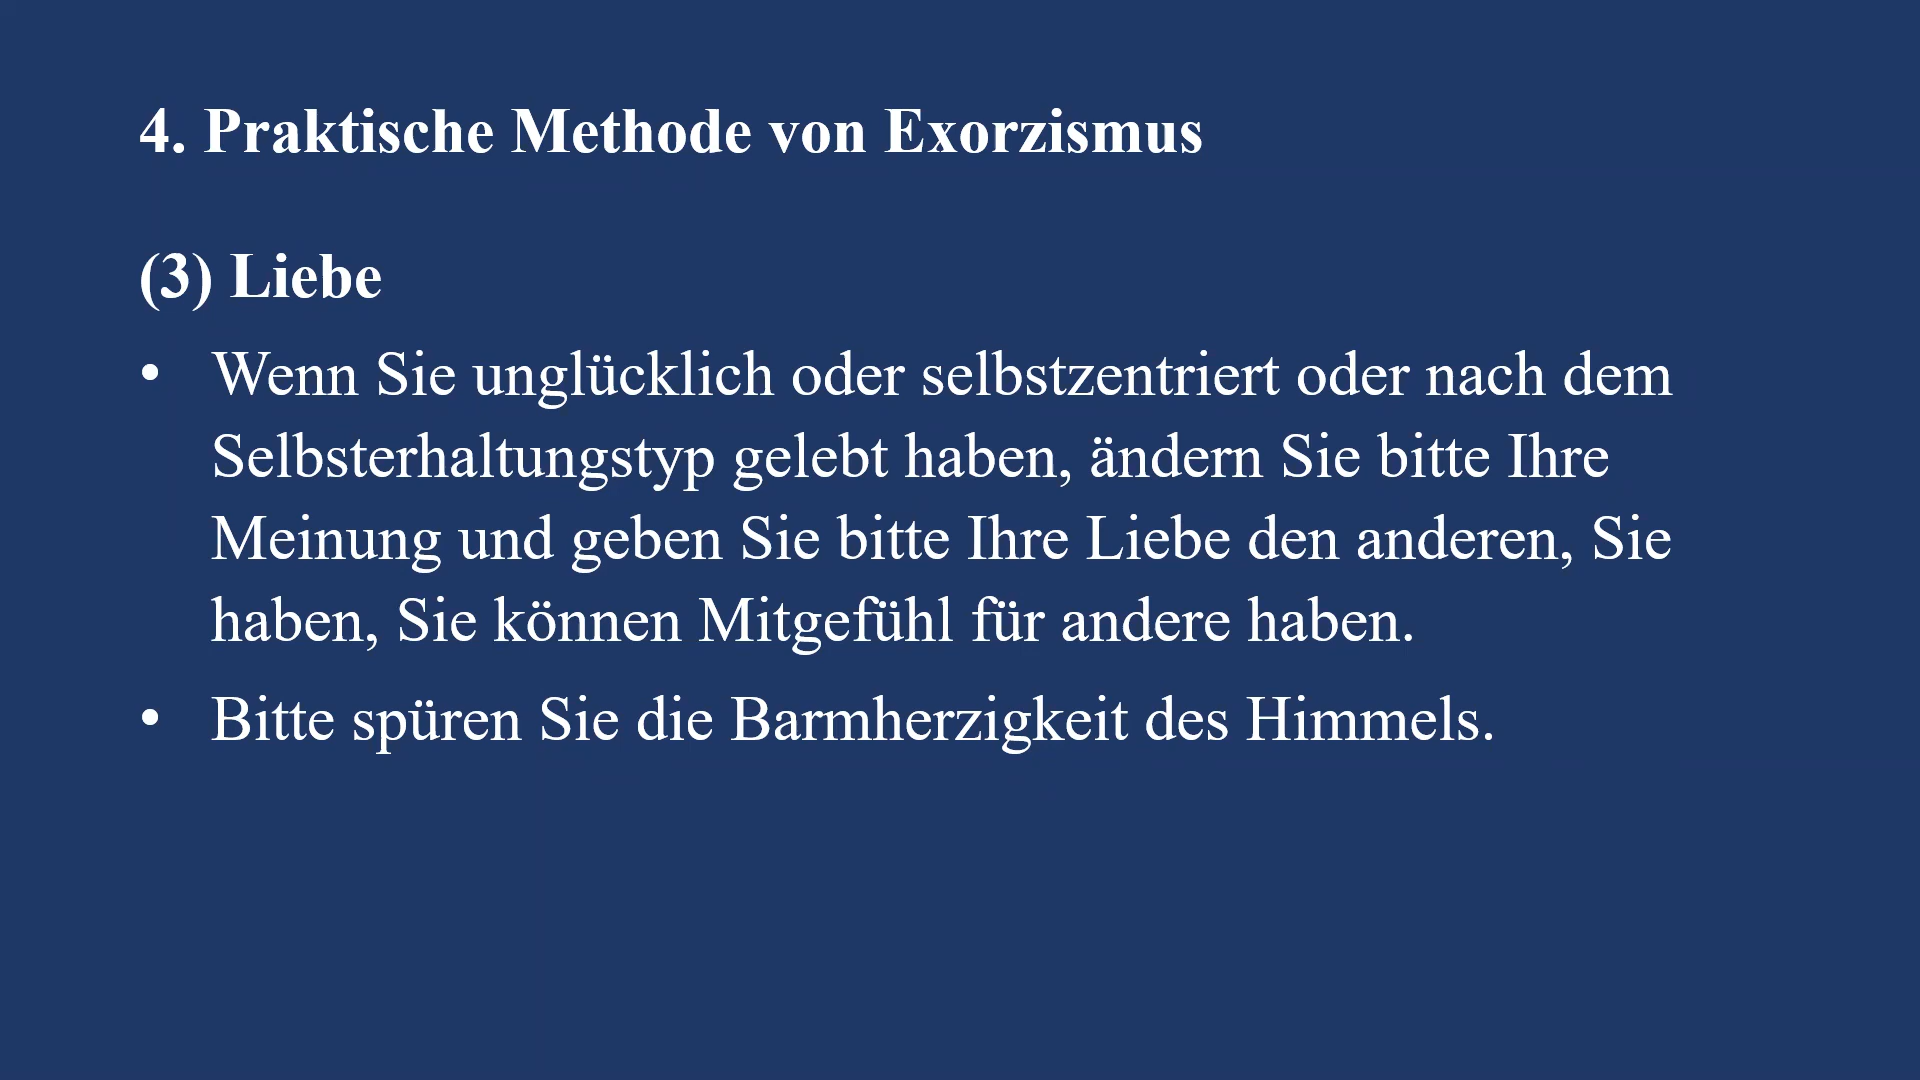 4. Praktische Methode von Exorzismus
(3) Liebe
• Wenn Sie unglücklich oder selbstzentriert oder nach dem
Selbsterhaltungstyp gelebt haben, ändern Sie bitte Ihre
Meinung und geben Sie bitte Ihre Liebe den anderen, Sie
haben, Sie können Mitgefühl für andere haben.
• Bitte spüren Sie die Barmherzigkeit des Himmels.